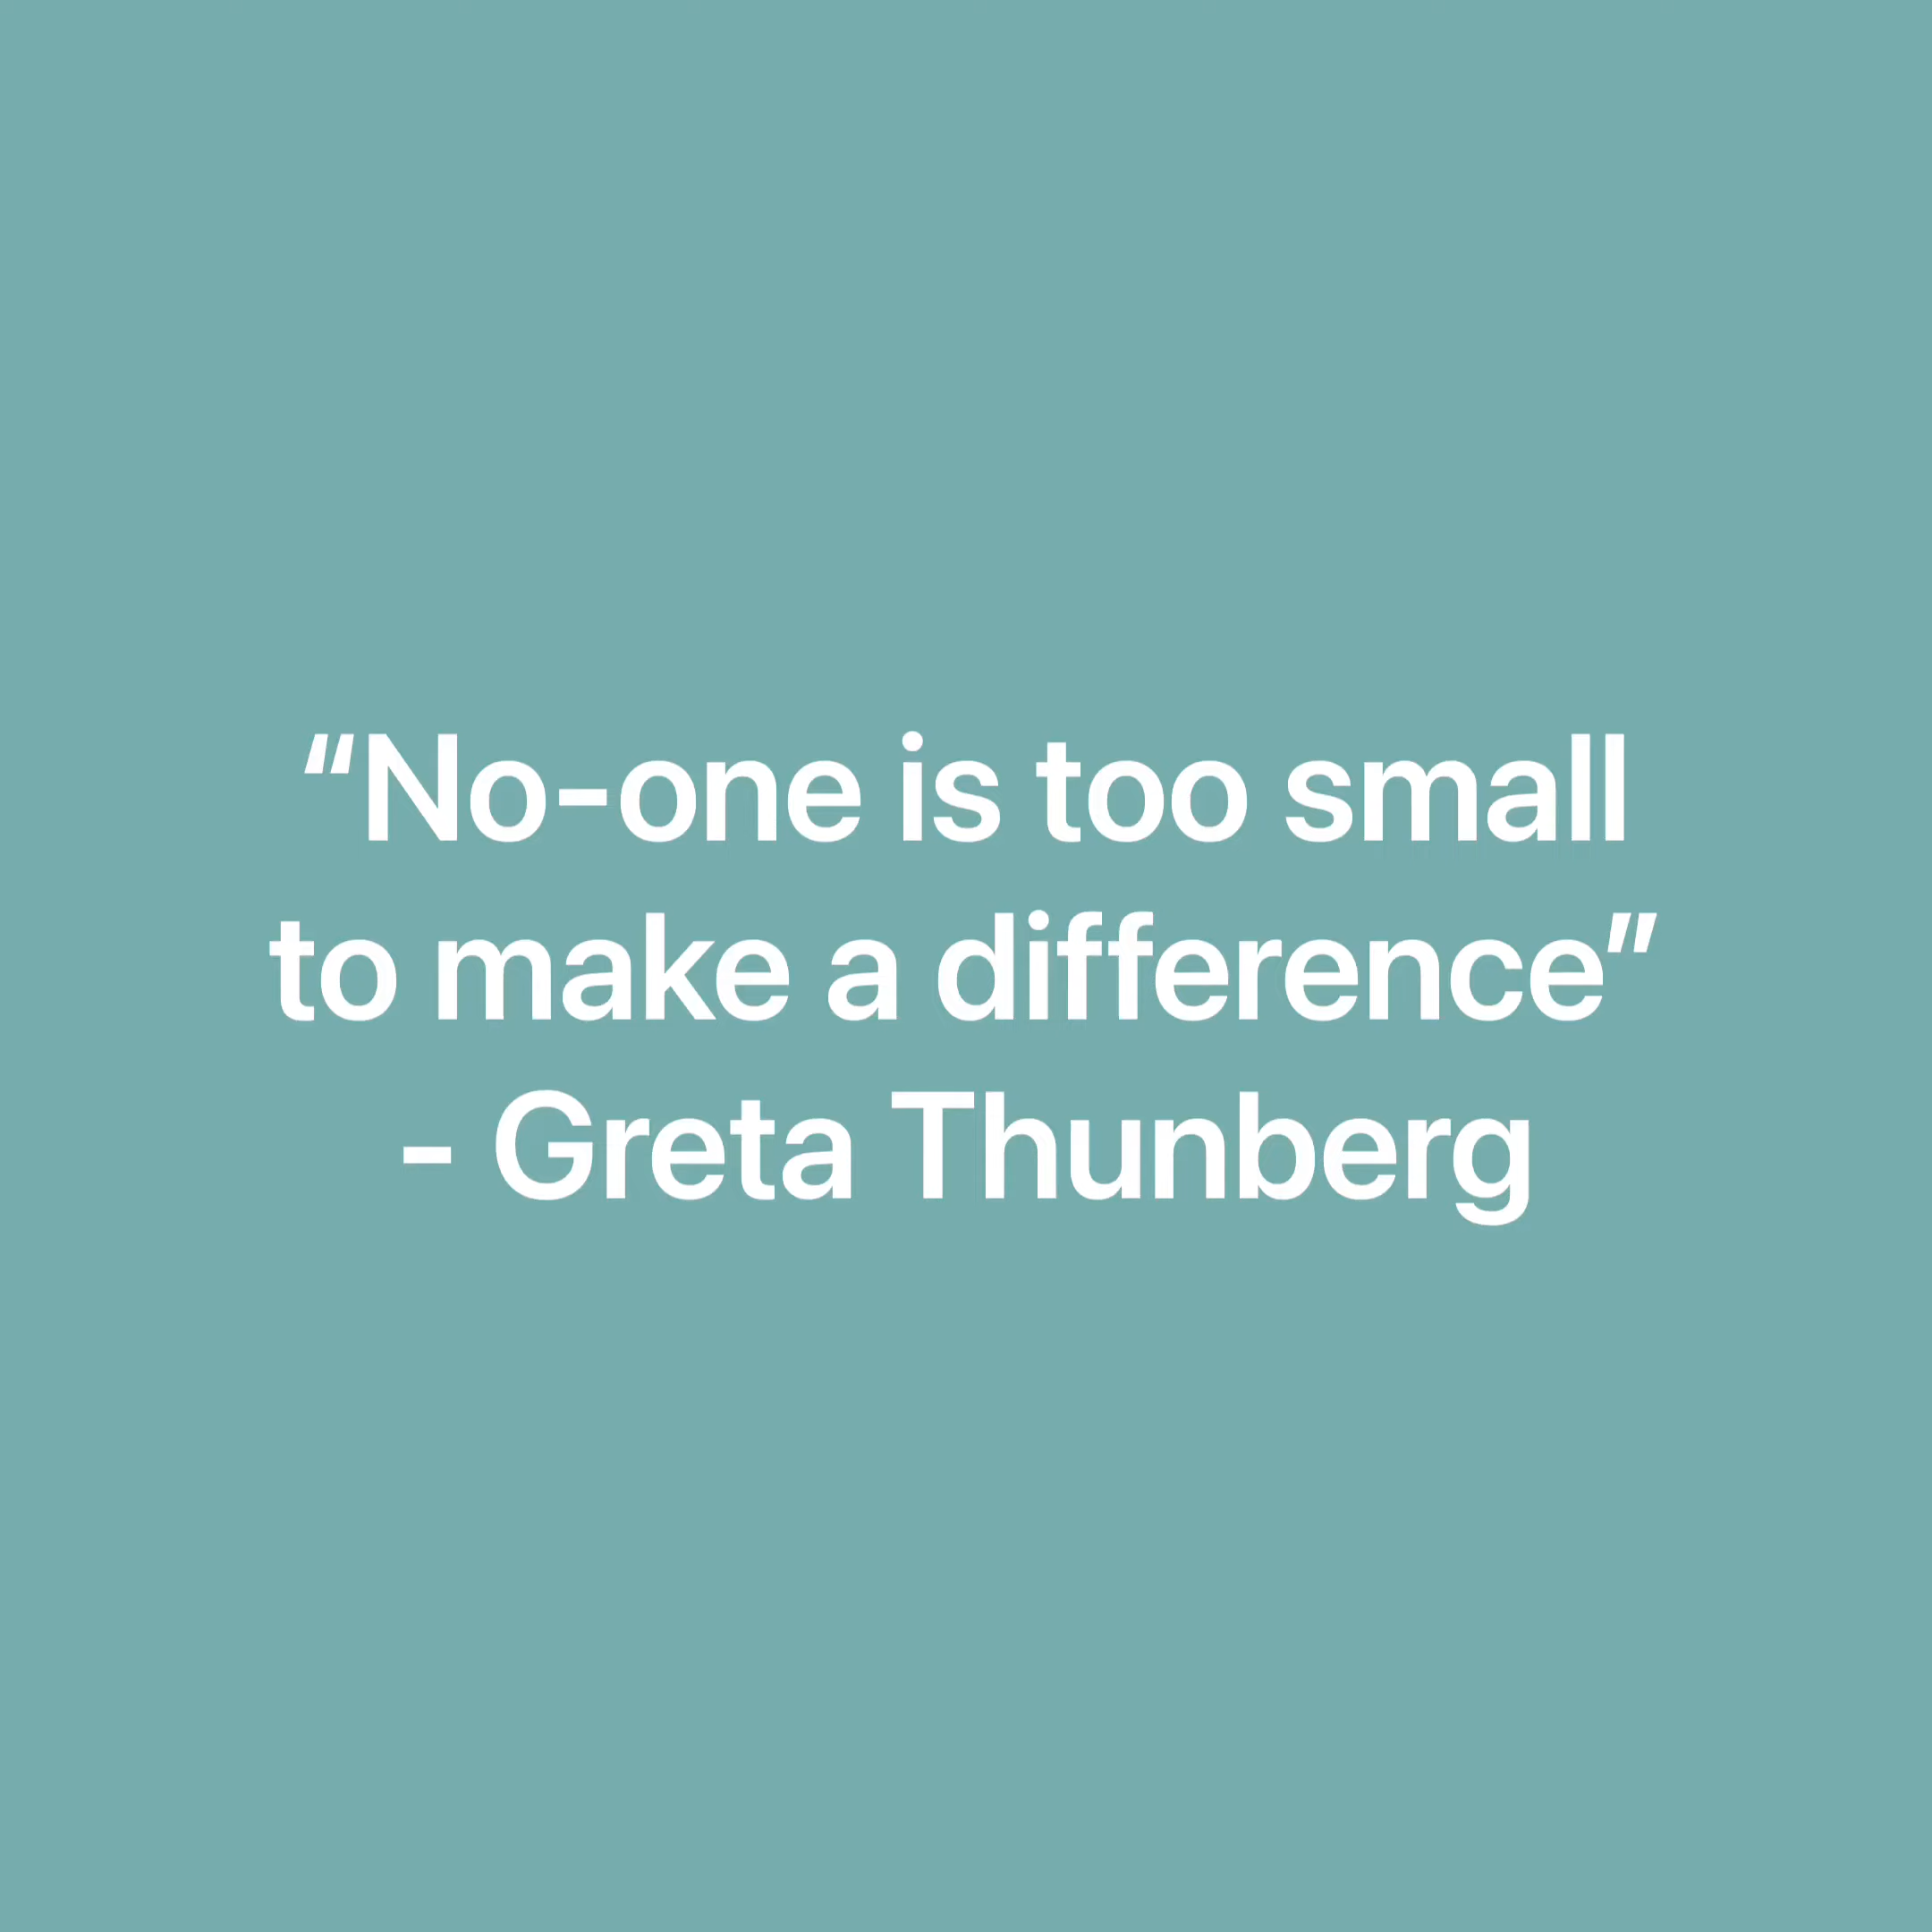 “No-one is too small
to make a difference”
- Greta Thunberg